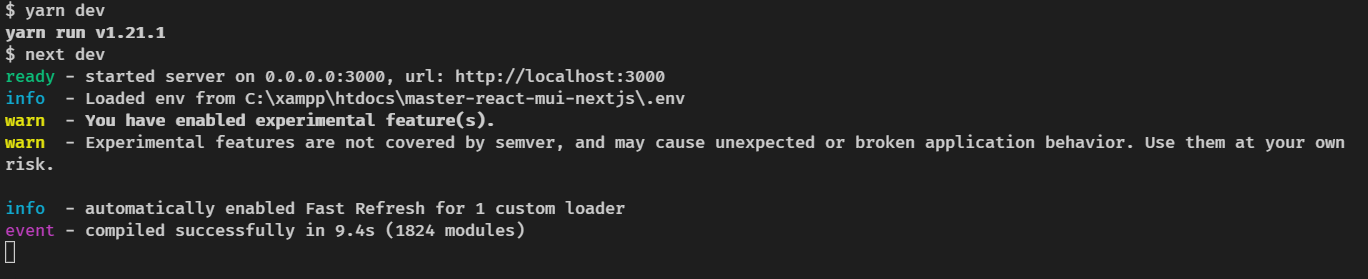 $ yarn dev
yarn run v1.21.1
$ next dev
ready - started server on 0.0.0.0:3000, url: http://localhost:3000
info  - Loaded env from C:\xampp\htdocs\master-react-mui-nextjs\.env
warn  - You have enabled experimental feature(s).
warn  - Experimental features are not covered by semver, and may cause unexpected or broken application behavior. Use them at your own
risk.
info  - automatically enabled Fast Refresh for 1 custom loader
event - compiled successfully in 9.4s (1824 modules)